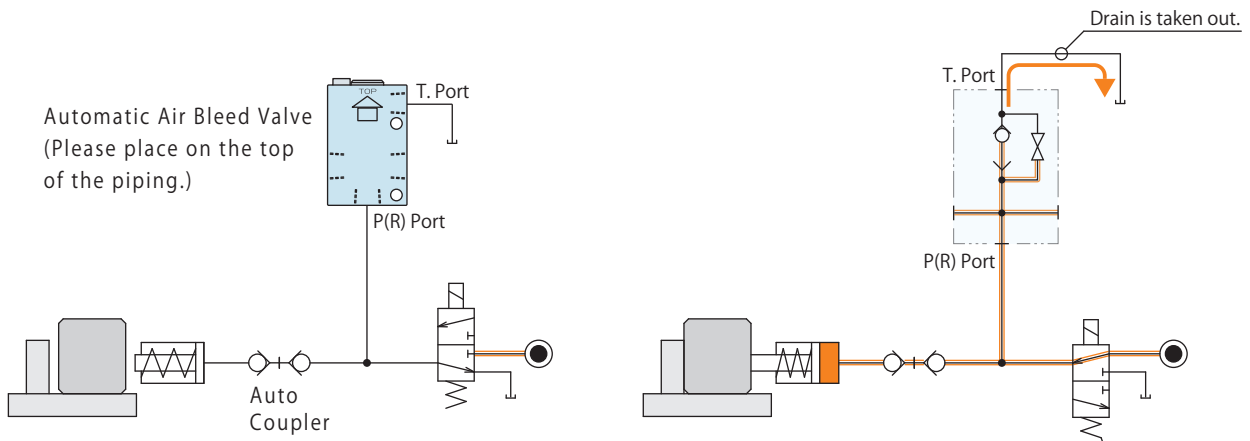 Automatic Air Bleed Valve
(Please place on the top
of the piping.)
TOP
T. Port
P(R) Port
Auto
Coupler
Drain is taken out.
T. Port
P(R) Port